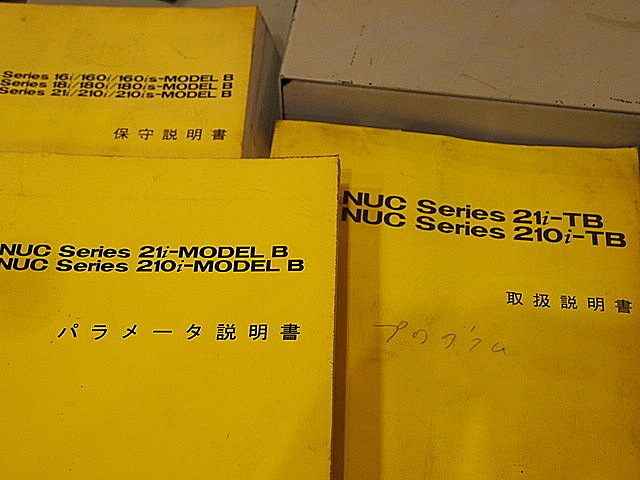 Series 16i/160i/160is-MODEL B
Series 18i/180i/180is-MODEL B
Series 21i/210i/210is-MODEL B
保守説明書
NUC Series 21i-MODEL B
NUC Series 210i-MODEL B
パラメータ説明書
NUC Series 21i-TB
NUC Series 210i-TB
取扱説明書
プログラム